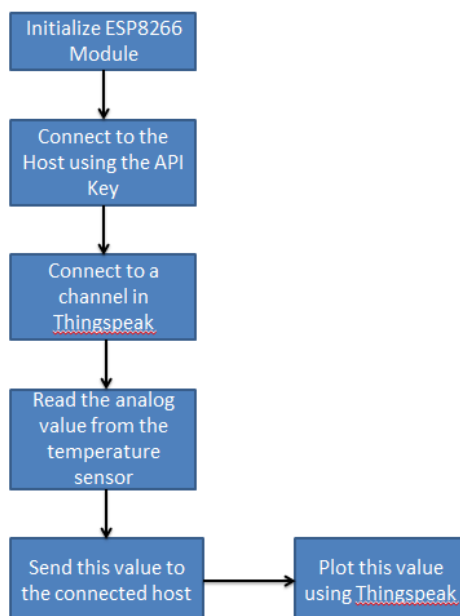 Initialize ESP8266
Module
Connect to the
Host using the API
Key
Connect to a
channel in
Thingspeak
Read the analog
value from the
temperature
sensor
Send this value to
the connected host
Plot this value
using Thingspeak